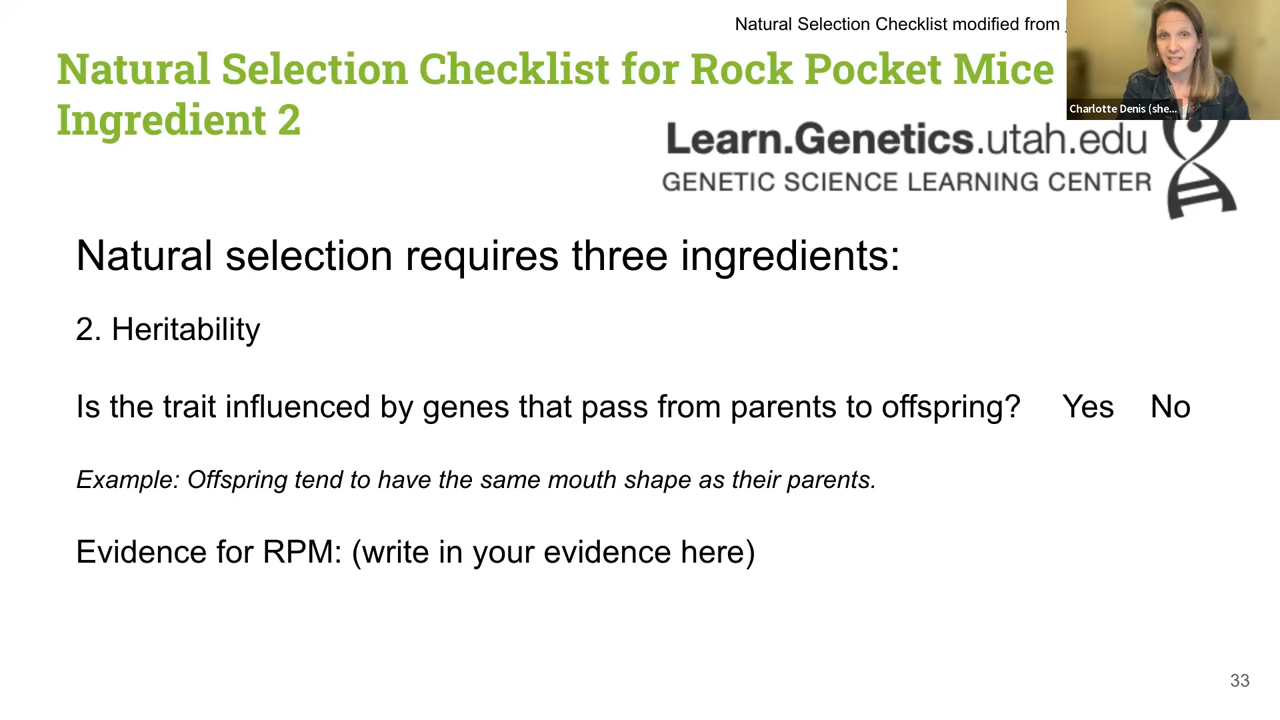 Natural Selection Checklist modified from
Natural Selection Checklist for Rock Pocket Mice
Ingredient 2
Charlotte Denis (she...
Learn.Genetics.utah.edu
GENETIC SCIENCE LEARNING CENTER
Natural selection requires three ingredients:
2. Heritability
Is the trait influenced by genes that pass from parents to offspring? Yes No
Example: Offspring tend to have the same mouth shape as their parents.
Evidence for RPM: (write in your evidence here)
33